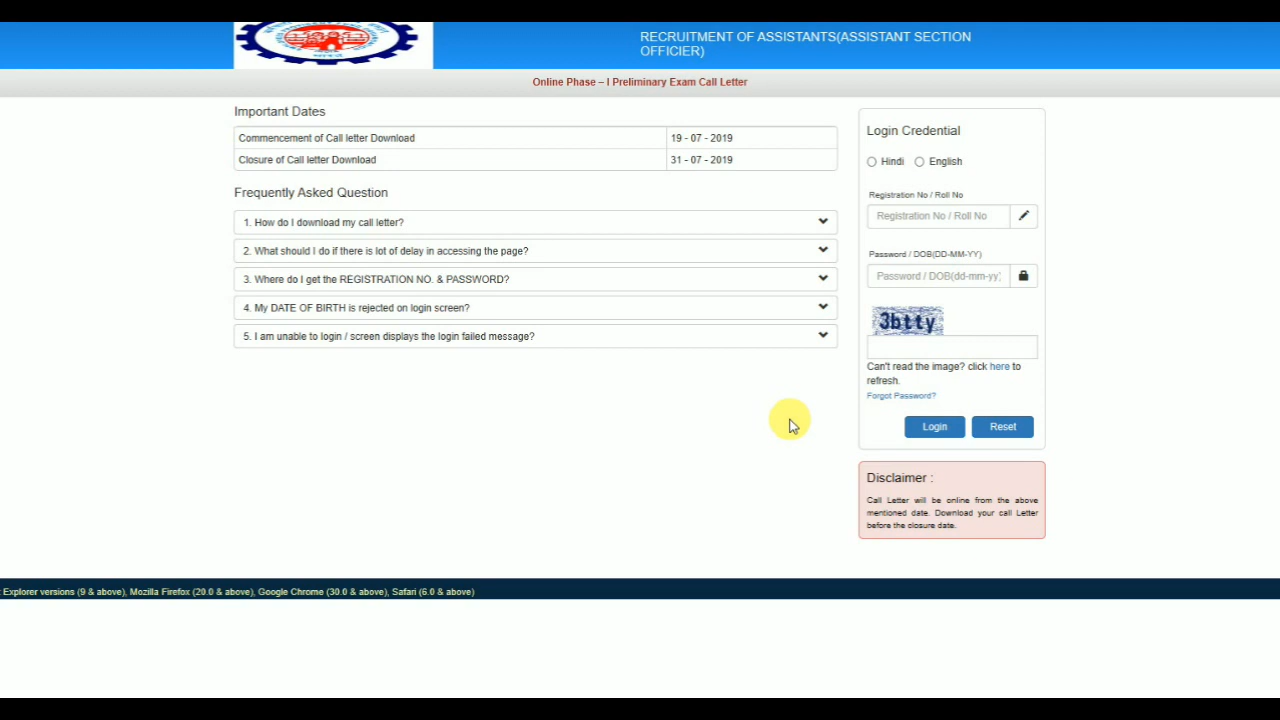 RECRUITMENT OF ASSISTANTS(ASSISTANT SECTION
OFFICIER)
Online Phase – I Preliminary Exam Call Letter
Important Dates
Commencement of Call letter Download 19 - 07 - 2019
Closure of Call letter Download 31 - 07 - 2019
Frequently Asked Question
1. How do I download my call letter?
2. What should I do if there is lot of delay in accessing the page?
3. Where do I get the REGISTRATION NO. & PASSWORD?
4. My DATE OF BIRTH is rejected on login screen?
5. I am unable to login / screen displays the login failed message?
Login Credential
Hindi English
Registration No / Roll No
Registration No / Roll No
Password / DOB(DD-MM-YY)
Password / DOB(dd-mm-yy)
3btty
Can't read the image? click here to
refresh.
Forgot Password?
Login Reset
Disclaimer :
Call Letter will be online from the above
mentioned date. Download your call Letter
before the closure date.
Explorer versions (9 & above), Mozilla Firefox (20.0 & above), Google Chrome (30.0 & above), Safari (6.0 & above)